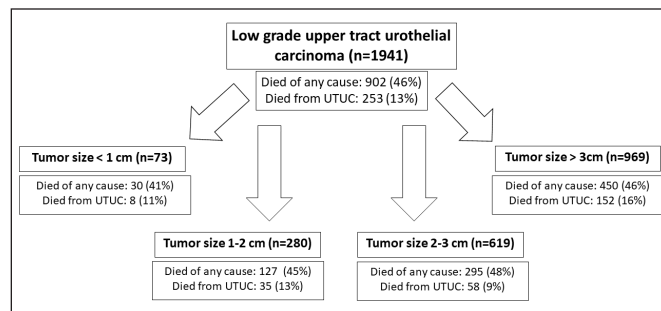 Low grade upper tract urothelial
carcinoma (n=1941)
Died of any cause: 902 (46%)
Died from UTUC: 253 (13%)
Tumor size < 1 cm (n=73)
Died of any cause: 30 (41%)
Died from UTUC: 8 (11%)
Tumor size > 3cm (n=969)
Died of any cause: 450 (46%)
Died from UTUC: 152 (16%)
Tumor size 1-2 cm (n=280)
Died of any cause: 127 (45%)
Died from UTUC: 35 (13%)
Tumor size 2-3 cm (n=619)
Died of any cause: 295 (48%)
Died from UTUC: 58 (9%)